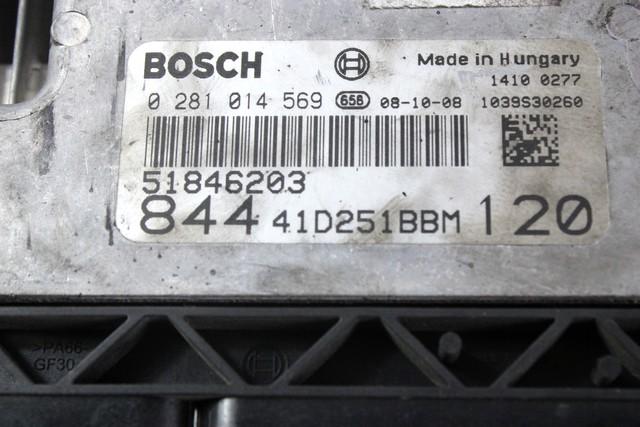 BOSCH Made in Hungary
1410 0277
0 281 014 569 658 08-10-08 1039S30260
51846203
844 41D251BBM 120
>PA66-
GF30